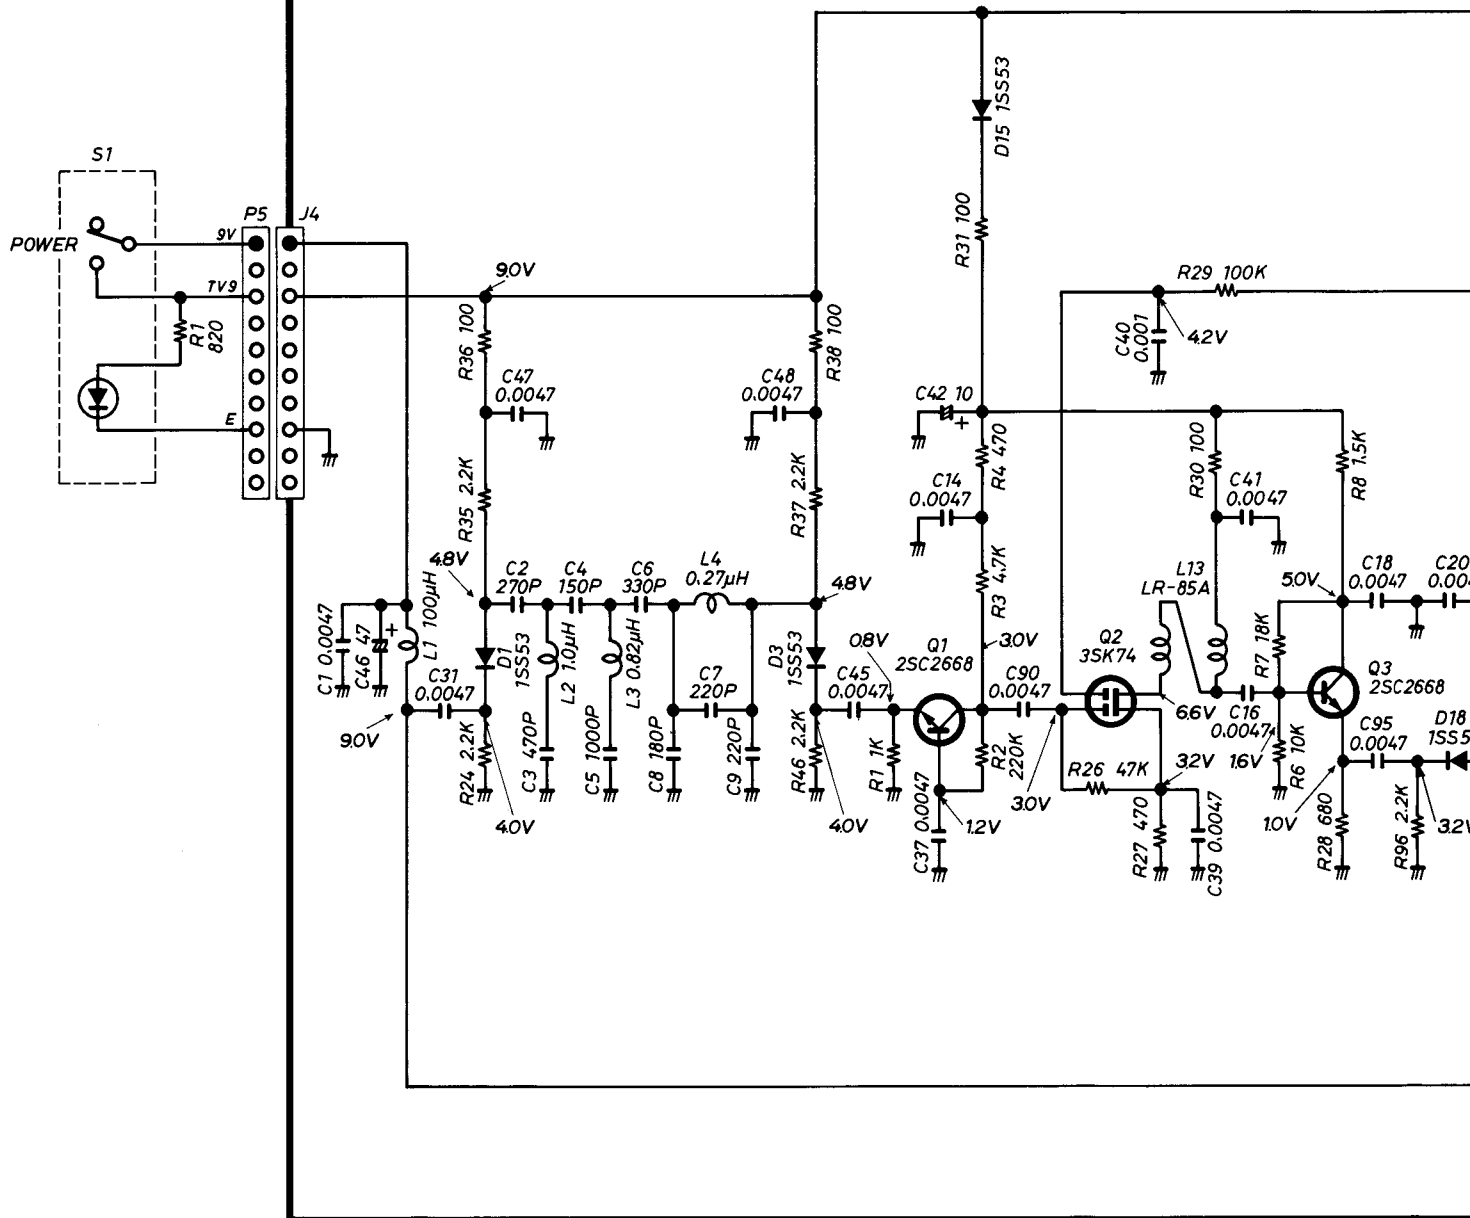 D15 1SS53
S1
P5
J4
POWER
9V
TV9
E
R1
820
R31 100
9.0V
R29 100K
C40
0.001
4.2V
R36 100
R38 100
C47
0.0047
C48
0.0047
C42 10
+
R35 2.2K
R37 2.2K
C14
0.0047
R4 470
R30 100
C41
0.0047
R8 1.5K
4.8V
C2
270P
C4
150P
C6
330P
L4
0.27μH
4.8V
R3 4.7K
L13
LR-85A
5.0V
C18
0.0047
C20
C1 0.0047
C46 47
+
L1 100μH
D1
1SS53
L2 1.0μH
L3 0.82μH
D3
1SS53
0.8V
Q1
2SC2668
3.0V
Q2
3SK74
R7 18K
Q3
2SC2668
C31
0.0047
C7
220P
C45
0.0047
C90
0.0047
6.6V
C16
0.0047
C95
0.0047
D18
9.0V
R24 2.2K
C3 470P
C5 1000P
C8 180P
C9 220P
R46 2.2K
R1 1K
R2
220K
R26 47K
3.2V
1.6V
R6 10K
4.0V
4.0V
C37 0.0047
1.2V
3.0V
R27 470
C39 0.0047
1.0V
R28 680
R96 2.2K
3.2V